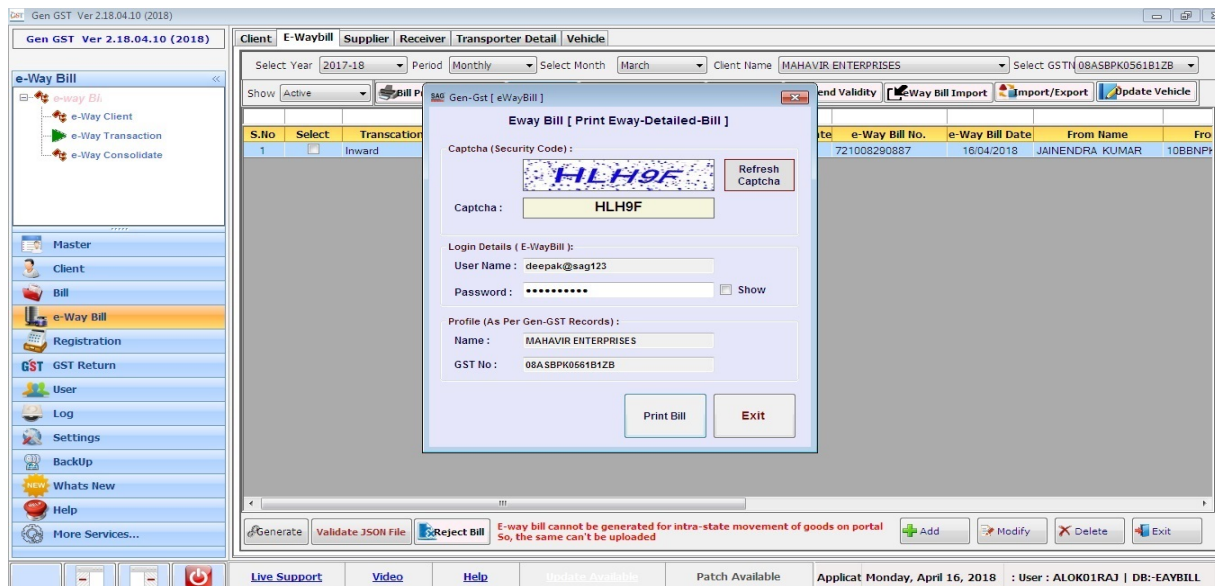 Gen GST Ver 2.18.04.10 (2018)
Gen GST Ver 2.18.04.10 (2018)
Client E-Waybill Supplier Receiver Transporter Detail Vehicle
Select Year 2017-18 Period Monthly Select Month March Client Name MAHAVIR ENTERPRISES Select GSTN 08ASBPK0561B1ZB
e-Way Bill
e-Way Client
e-Way Transaction
e-Way Consolidate
Show Active Bill end Validity eWay Bill Import Import/Export Update Vehicle
S.No Select Transcation e-Way Bill No. e-Way Bill Date From Name Fro
1 Inward 721008290887 16/04/2018 JAINENDRA KUMAR 10BBNPK
SAG Gen-Gst [ eWayBill ]
Eway Bill [ Print Eway-Detailed-Bill ]
Captcha (Security Code) :
HLH9F
Refresh
Captcha
Captcha : HLH9F
Login Details ( E-WayBill ):
User Name : deepak@sag123
Password : •••••••••• Show
Profile (As Per Gen-GST Records) :
Name : MAHAVIR ENTERPRISES
GST No : 08ASBPK0561B1ZB
Print Bill Exit
Master
Client
Bill
e-Way Bill
Registration
GST GST Return
User
Log
Settings
BackUp
NEW Whats New
Help
More Services...
Generate Validate JSON File Reject Bill
E-way bill cannot be generated for intra-state movement of goods on portal
So, the same can't be uploaded
Add Modify Delete Exit
Live Support Video Help Update Available Patch Available Applicat Monday, April 16, 2018 : User : ALOK01RAJ | DB:-EAYBILL